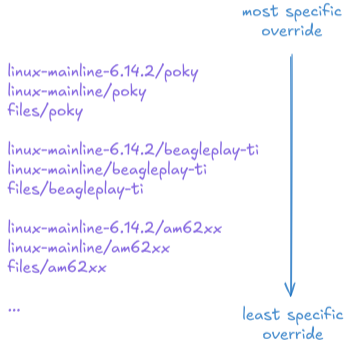 most specific
override
linux-mainline-6.14.2/poky
linux-mainline/poky
files/poky
linux-mainline-6.14.2/beagleplay-ti
linux-mainline/beagleplay-ti
files/beagleplay-ti
linux-mainline-6.14.2/am62xx
linux-mainline/am62xx
files/am62xx
...
least specific
override